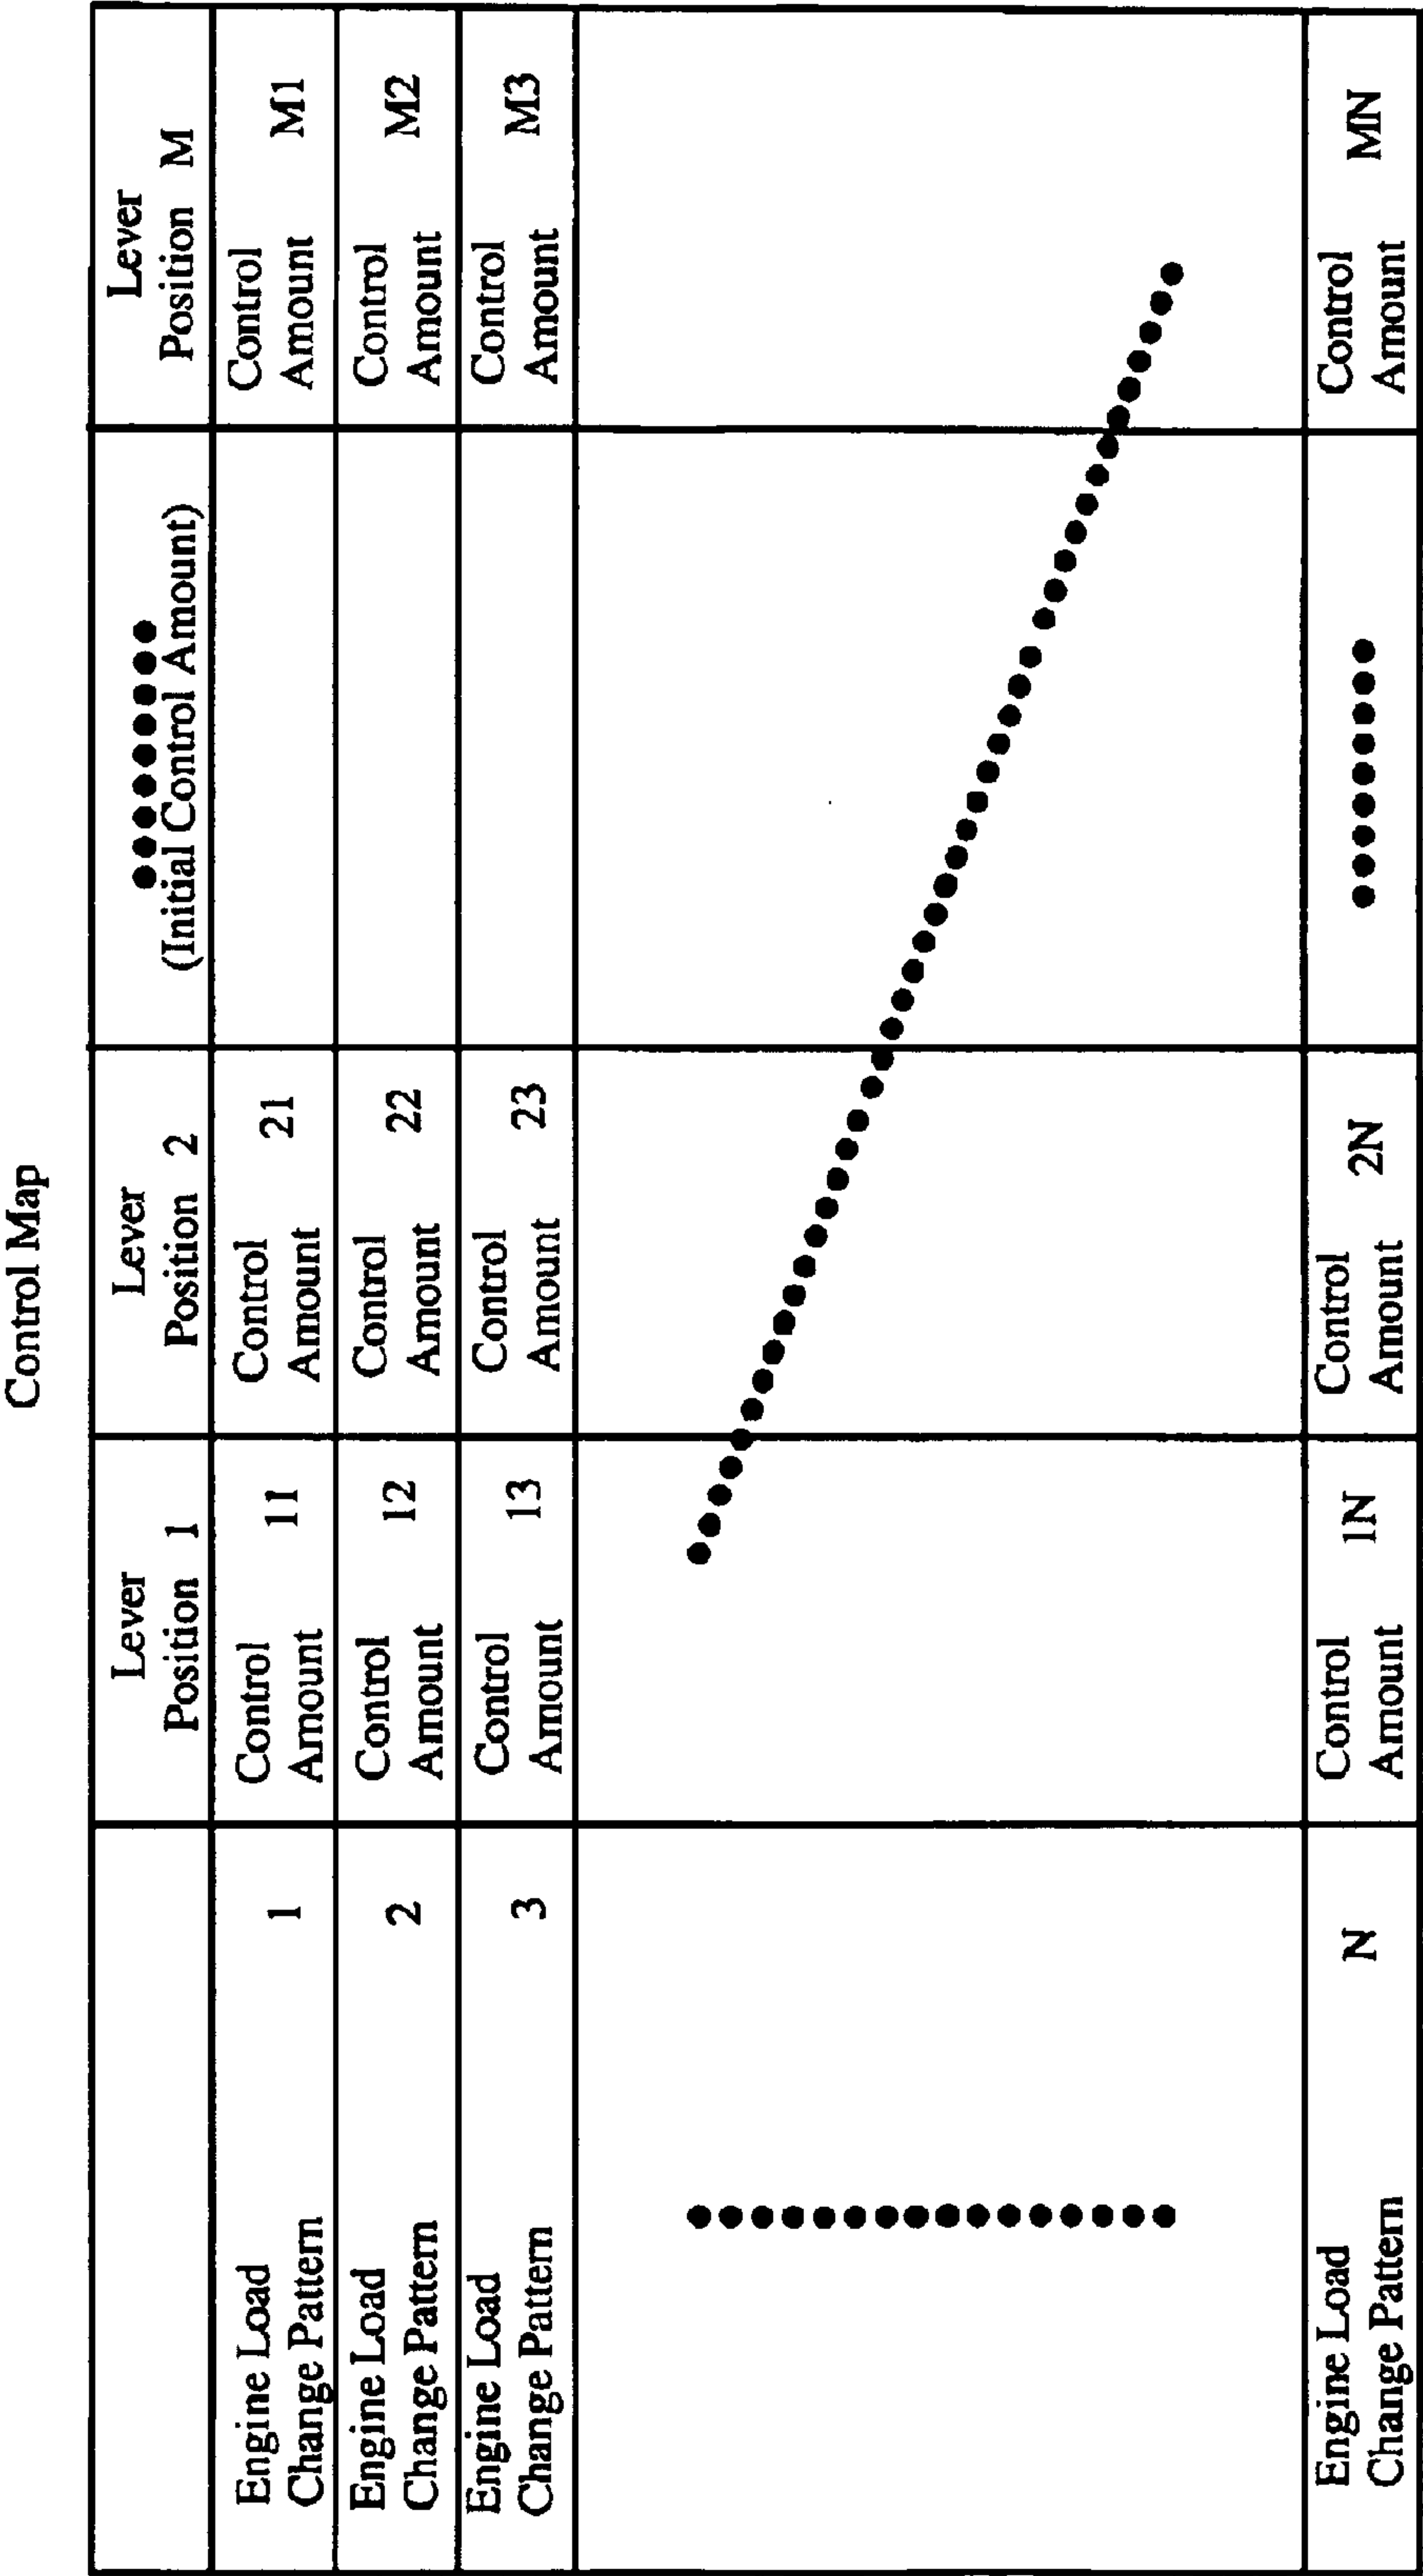 Control Map
Lever
Position 1
Lever
Position 2
(Initial Control Amount)
Lever
Position M
Engine Load
Change Pattern 1
Control
Amount 11
Control
Amount 21
Control
Amount M1
Engine Load
Change Pattern 2
Control
Amount 12
Control
Amount 22
Control
Amount M2
Engine Load
Change Pattern 3
Control
Amount 13
Control
Amount 23
Control
Amount M3
Engine Load
Change Pattern N
Control
Amount 1N
Control
Amount 2N
Control
Amount MN